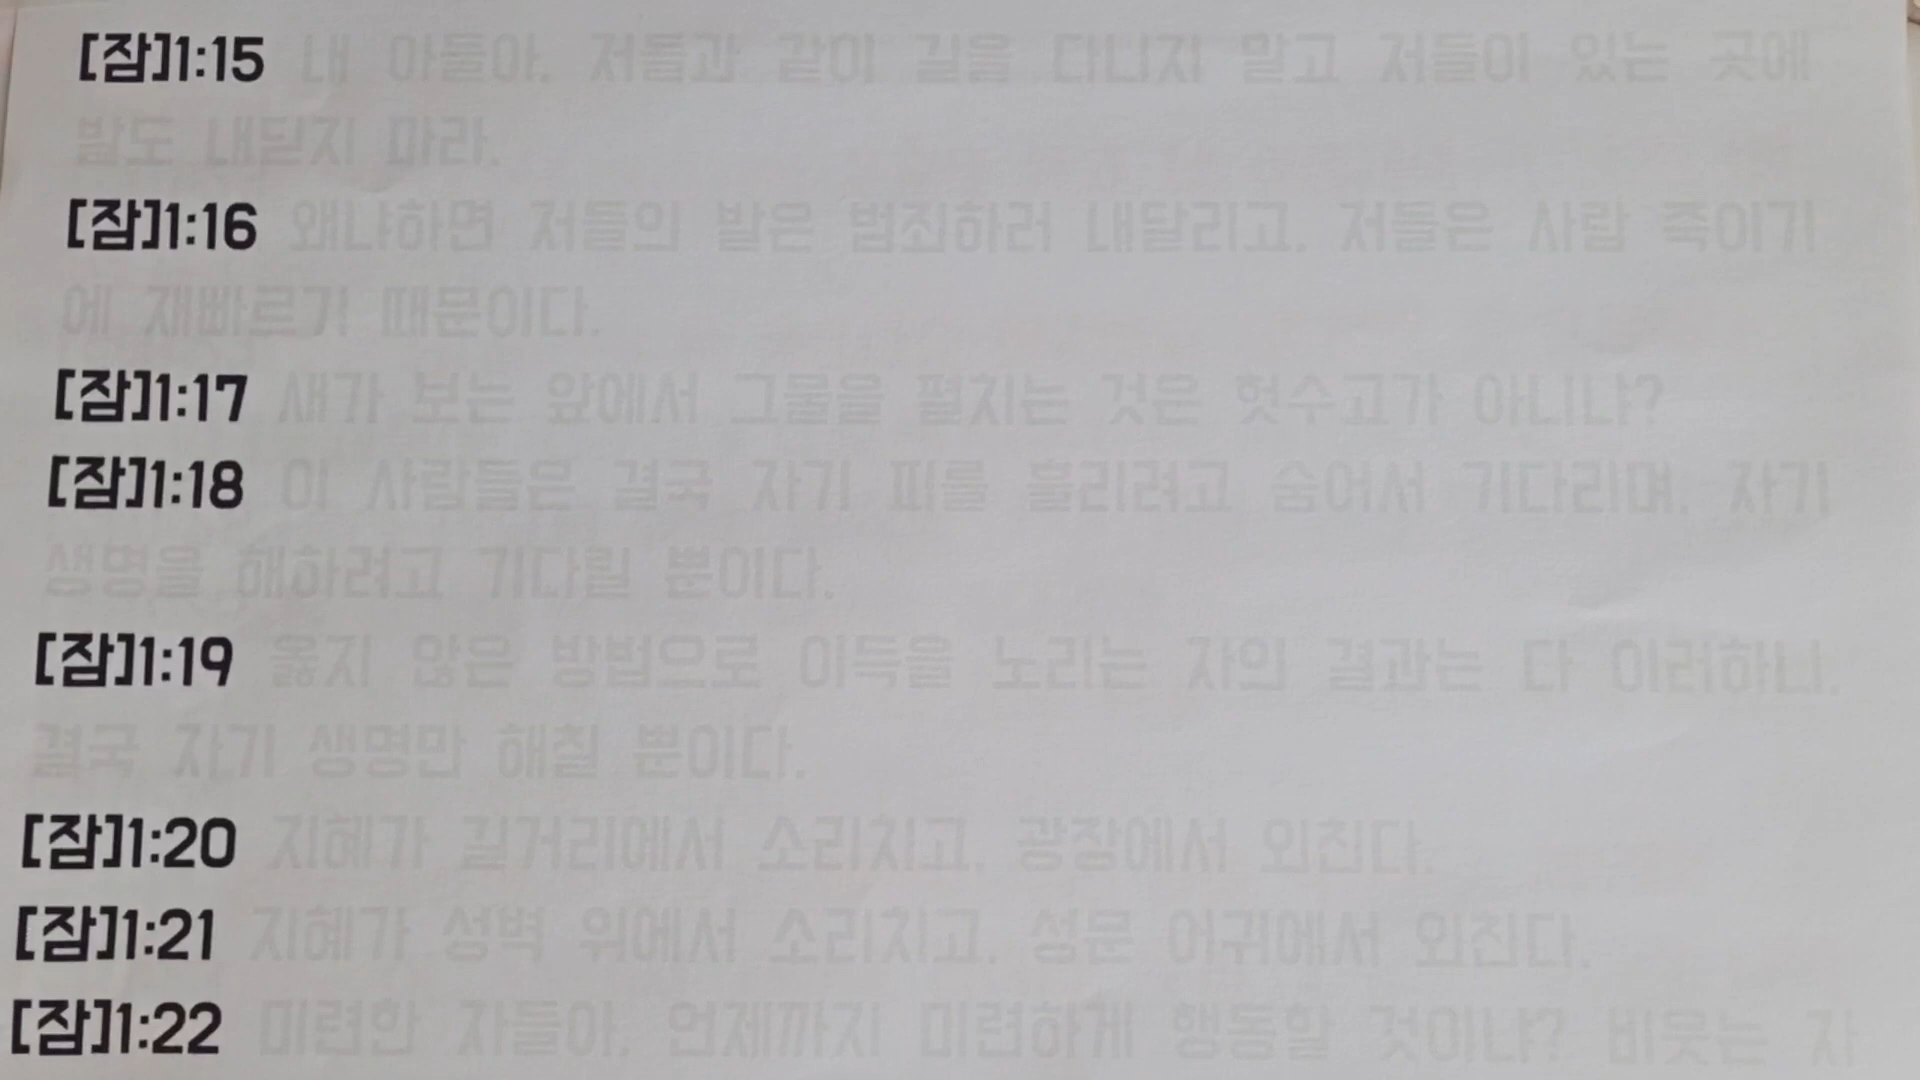 [잠]1:15 내 아들아, 저들과 같이 길을 다니지 말고 저들이 있는 곳에
발도 내딛지 마라.
[잠]1:16 왜냐하면 저들의 발은 범죄하러 내달리고, 저들은 사람 죽이기
에 재빠르기 때문이다.
[잠]1:17 새가 보는 앞에서 그물을 펼치는 것은 헛수고가 아니냐?
[잠]1:18 이 사람들은 결국 자기 피를 흘리려고 숨어서 기다리며, 자기
생명을 해하려고 기다릴 뿐이다.
[잠]1:19 옳지 않은 방법으로 이득을 노리는 자의 결과는 다 이러하니,
결국 자기 생명만 해칠 뿐이다.
[잠]1:20 지혜가 길거리에서 소리치고, 광장에서 외친다.
[잠]1:21 지혜가 성벽 위에서 소리치고, 성문 어귀에서 외친다.
[잠]1:22 미련한 자들아, 언제까지 미련하게 행동할 것이냐? 비웃는 자